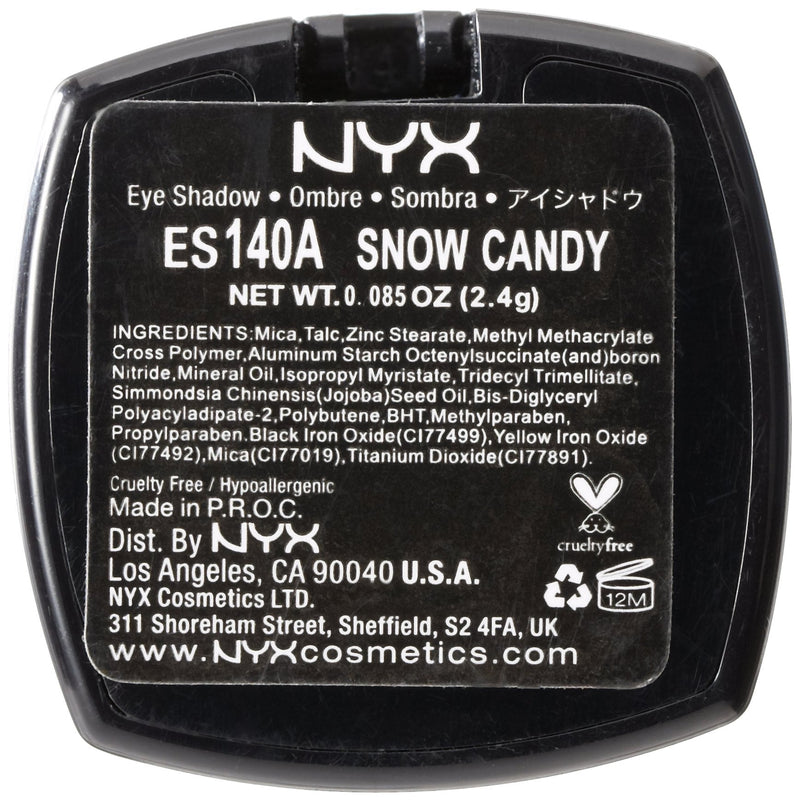 NYX
Eye Shadow • Ombre • Sombra • アイシャドウ
ES140A SNOW CANDY
NET WT. 0.085 OZ (2.4g)
INGREDIENTS:Mica,Talc,Zinc Stearate,Methyl Methacrylate
Cross Polymer,Aluminum Starch Octenylsuccinate(and)boron
Nitride,Mineral Oil,Isopropyl Myristate,Tridecyl Trimellitate,
Simmondsia Chinensis(Jojoba)Seed Oil,Bis-Diglyceryl
Polyacyladipate-2,Polybutene,BHT,Methylparaben,
Propylparaben.Black Iron Oxide(CI77499),Yellow Iron Oxide
(CI77492),Mica(CI77019),Titanium Dioxide(CI77891).
Cruelty Free / Hypoallergenic
Made in P.R.O.C.
Dist. By NYX
Los Angeles, CA 90040 U.S.A.
NYX Cosmetics LTD.
311 Shoreham Street, Sheffield, S2 4FA, UK
www.NYXcosmetics.com
crueltyfree
12M